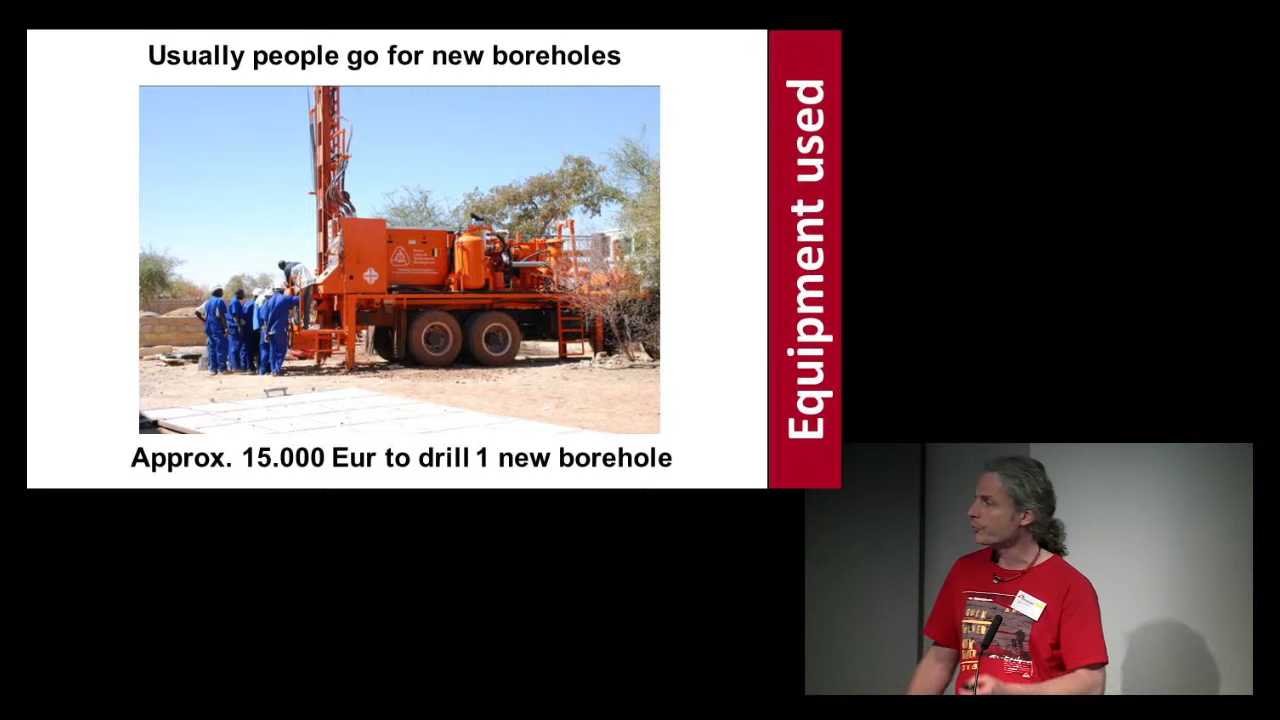 Usually people go for new boreholes
Approx. 15.000 Eur to drill 1 new borehole
Equipment used